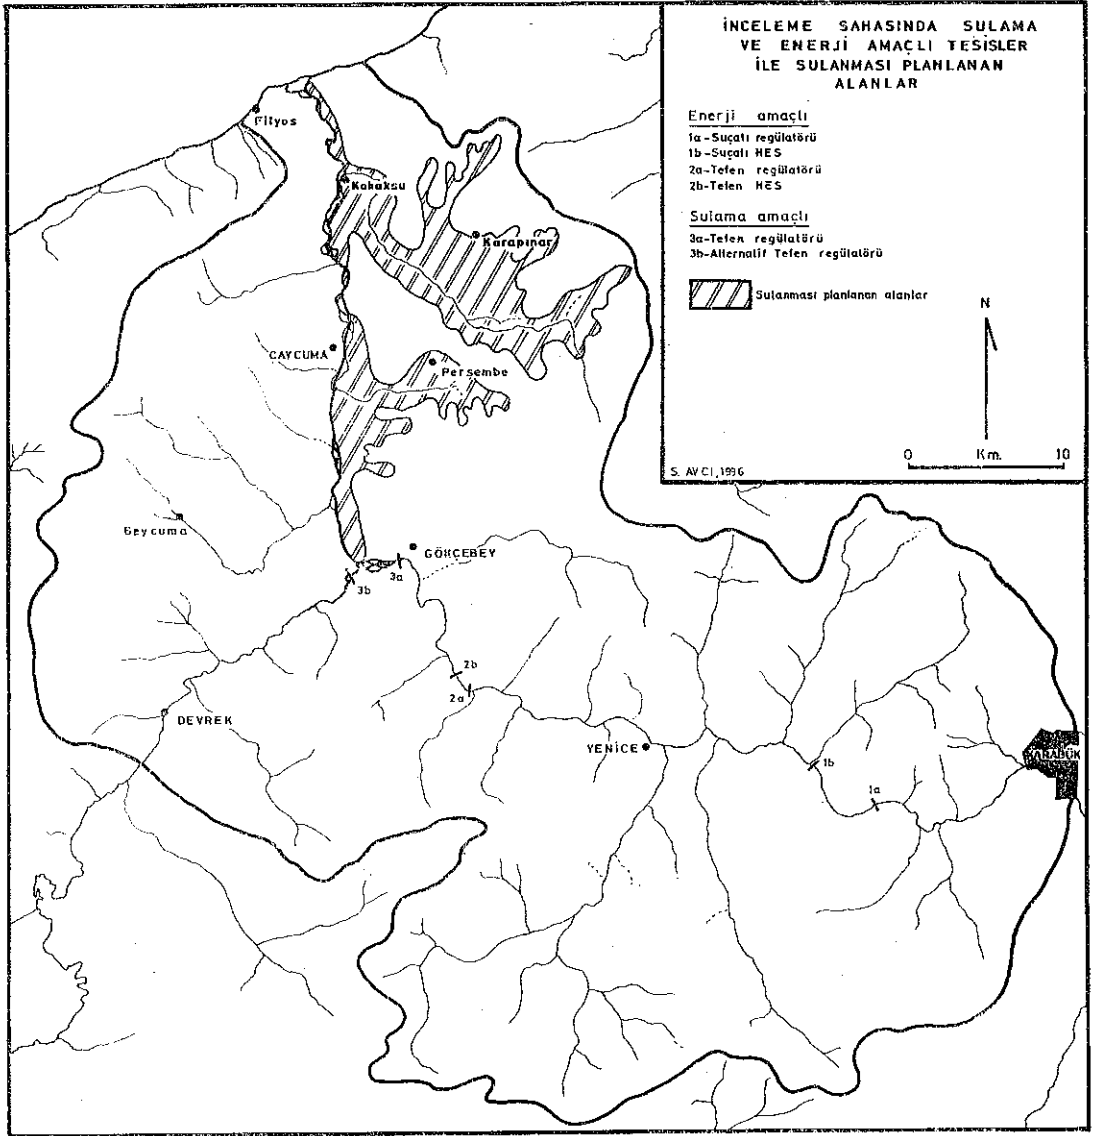 İNCELEME SAHASINDA SULAMA
VE ENERJİ AMAÇLI TESİSLER
İLE SULANMASI PLANLANAN
ALANLAR
Enerji amaçlı
1a-Suçatı regülatörü
1b-Suçatı HES
2a-Tefen regülatörü
2b-Tefen HES
Sulama amaçlı
3a-Tefen regülatörü
3b-Alternatif Tefen regülatörü
Sulanması planlanan alanlar
N
0 Km. 10
S. AVCI, 1996
Filyos
Kokaksu
Karapınar
ÇAYCUMA
Perşembe
Beycuma
GÖKÇEBEY
3a
3b
2b
2a
DEVREK
YENİCE
1b
1a
KARABÜK